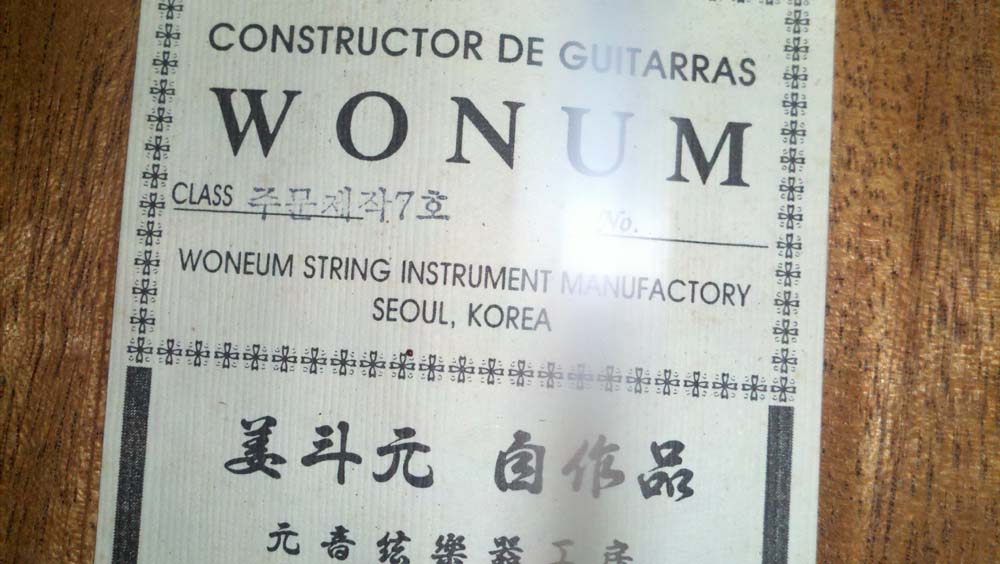 CONSTRUCTOR DE GUITARRAS
WONUM
CLASS 주문제작7호 No.
WONEUM STRING INSTRUMENT MANUFACTORY
SEOUL, KOREA
姜斗元 自作品
元音絃樂器工房